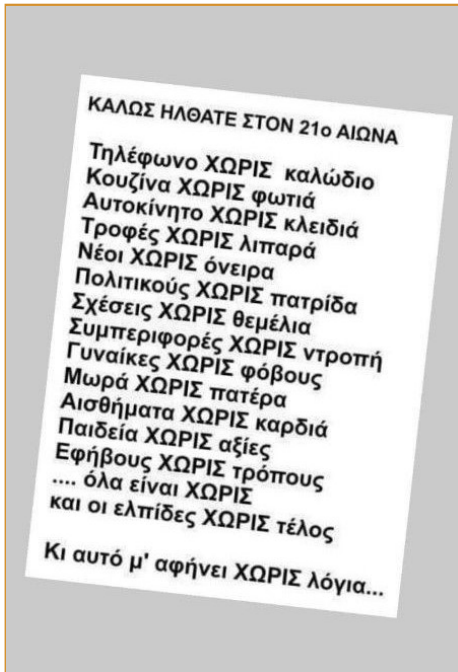 ΚΑΛΩΣ ΗΛΘΑΤΕ ΣΤΟΝ 21ο ΑΙΩΝΑ
Τηλέφωνο ΧΩΡΙΣ καλώδιο
Κουζίνα ΧΩΡΙΣ φωτιά
Αυτοκίνητο ΧΩΡΙΣ κλειδιά
Τροφές ΧΩΡΙΣ λιπαρά
Νέοι ΧΩΡΙΣ όνειρα
Πολιτικούς ΧΩΡΙΣ πατρίδα
Σχέσεις ΧΩΡΙΣ θεμέλια
Συμπεριφορές ΧΩΡΙΣ ντροπή
Γυναίκες ΧΩΡΙΣ φόβους
Μωρά ΧΩΡΙΣ πατέρα
Αισθήματα ΧΩΡΙΣ καρδιά
Παιδεία ΧΩΡΙΣ αξίες
Εφήβους ΧΩΡΙΣ τρόπους
.... όλα είναι ΧΩΡΙΣ
και οι ελπίδες ΧΩΡΙΣ τέλος
Κι αυτό μ' αφήνει ΧΩΡΙΣ λόγια...